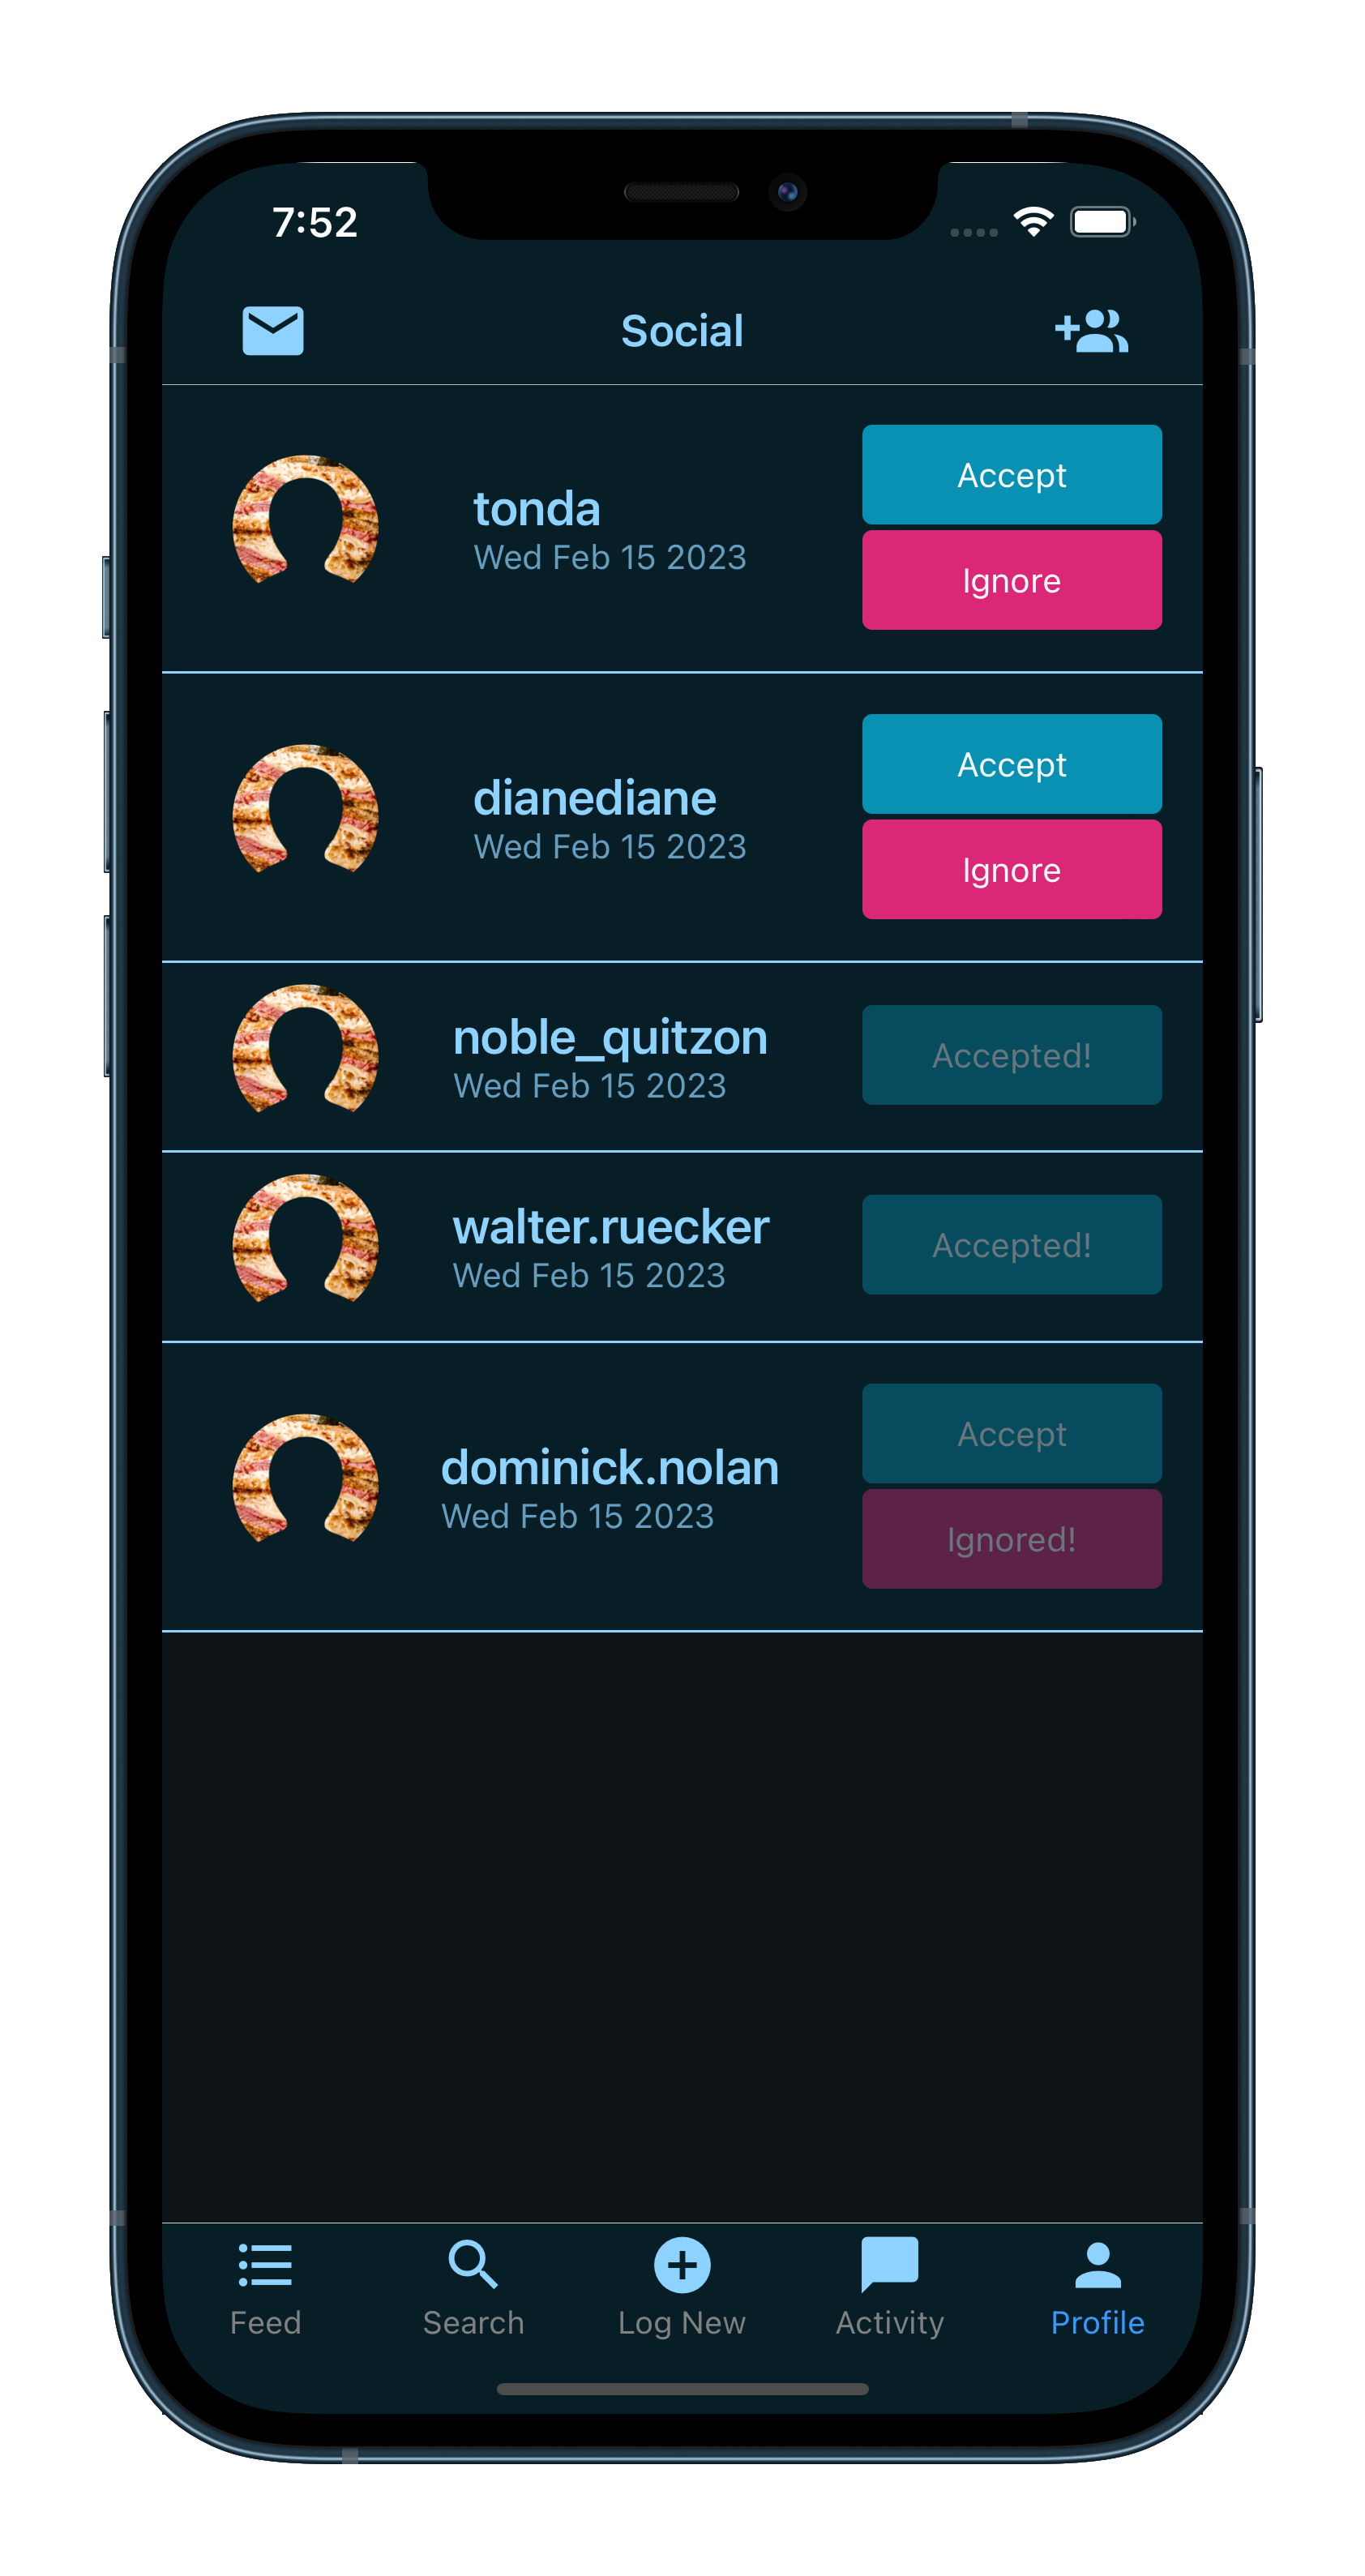 7:52
Social
tonda
Wed Feb 15 2023
Accept
Ignore
dianediane
Wed Feb 15 2023
Accept
Ignore
noble_quitzon
Wed Feb 15 2023
Accepted!
walter.ruecker
Wed Feb 15 2023
Accepted!
dominick.nolan
Wed Feb 15 2023
Accept
Ignored!
Feed
Search
Log New
Activity
Profile